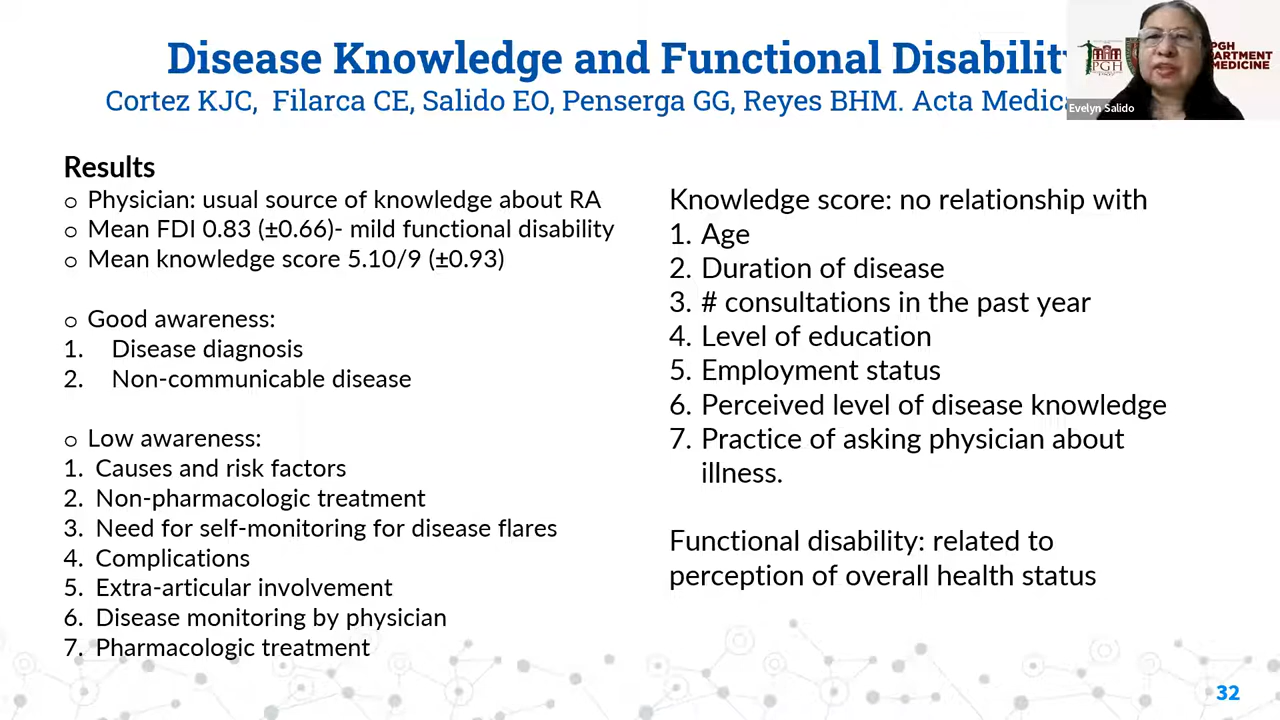 Disease Knowledge and Functional Disability
Cortez KJC, Filarca CE, Salido EO, Penserga GG, Reyes BHM. Acta Medica
PGH
PGH
DEPARTMENT
MEDICINE
Evelyn Salido
Results
o Physician: usual source of knowledge about RA
o Mean FDI 0.83 (±0.66)- mild functional disability
o Mean knowledge score 5.10/9 (±0.93)
o Good awareness:
1. Disease diagnosis
2. Non-communicable disease
o Low awareness:
1. Causes and risk factors
2. Non-pharmacologic treatment
3. Need for self-monitoring for disease flares
4. Complications
5. Extra-articular involvement
6. Disease monitoring by physician
7. Pharmacologic treatment
Knowledge score: no relationship with
1. Age
2. Duration of disease
3. # consultations in the past year
4. Level of education
5. Employment status
6. Perceived level of disease knowledge
7. Practice of asking physician about
illness.
Functional disability: related to
perception of overall health status
32